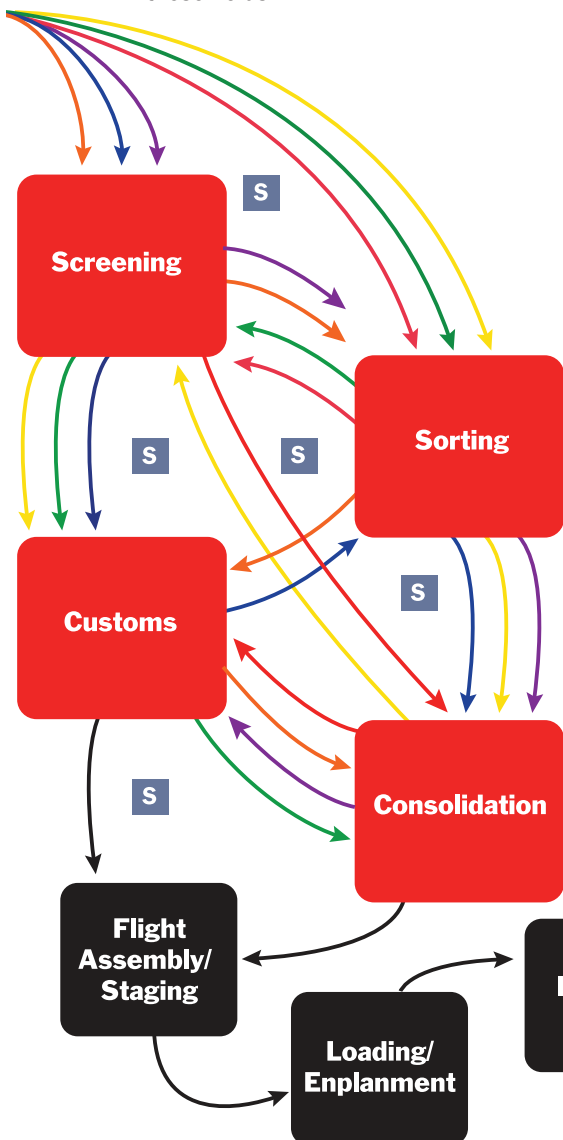 S
Screening
Sorting
S
S
Customs
S
Consolidation
S
Flight
Assembly/
Staging
Loading/
Enplanment